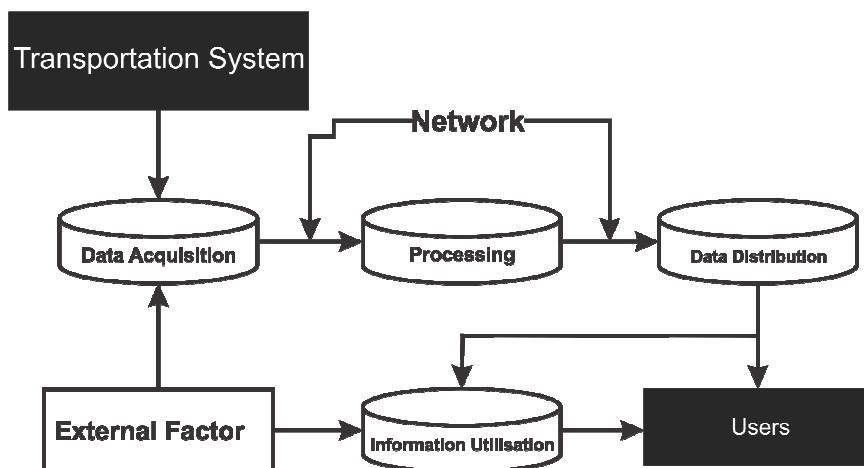 Transportation System
Network
Data Acquisition
Processing
Data Distribution
External Factor
Information Utilisation
Users